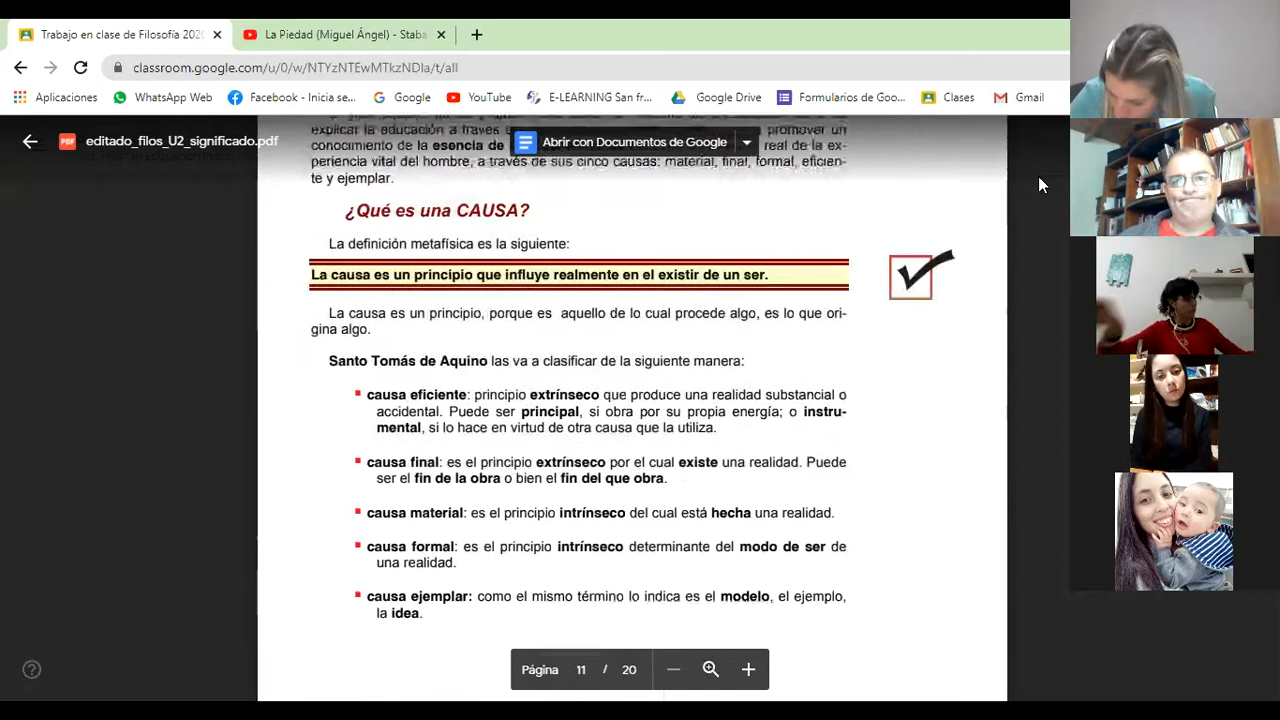 Trabajo en clase de Filosofía 202
La Piedad (Miguel Ángel) - Staba
classroom.google.com/u/0/w/NTYzNTEwMTkzNDIa/t/all
Aplicaciones
WhatsApp Web
Facebook - Inicia se...
Google
YouTube
E-LEARNING San fr...
Google Drive
Formularios de Goo...
Clases
Gmail
PDF
editado_filos_U2_significado.pdf
Abrir con Documentos de Google
explicar la educación a través promover un
conocimiento de la esencia de real de la ex-
periencia vital del hombre, a través de sus cinco causas: material, final, formal, eficien-
te y ejemplar.
¿Qué es una CAUSA?
La definición metafísica es la siguiente:
La causa es un principio que influye realmente en el existir de un ser.
La causa es un principio, porque es aquello de lo cual procede algo, es lo que ori-
gina algo.
Santo Tomás de Aquino las va a clasificar de la siguiente manera:
causa eficiente: principio extrínseco que produce una realidad substancial o
accidental. Puede ser principal, si obra por su propia energía; o instru-
mental, si lo hace en virtud de otra causa que la utiliza.
causa final: es el principio extrínseco por el cual existe una realidad. Puede
ser el fin de la obra o bien el fin del que obra.
causa material: es el principio intrínseco del cual está hecha una realidad.
causa formal: es el principio intrínseco determinante del modo de ser de
una realidad.
causa ejemplar: como el mismo término lo indica es el modelo, el ejemplo,
la idea.
Página 11 / 20